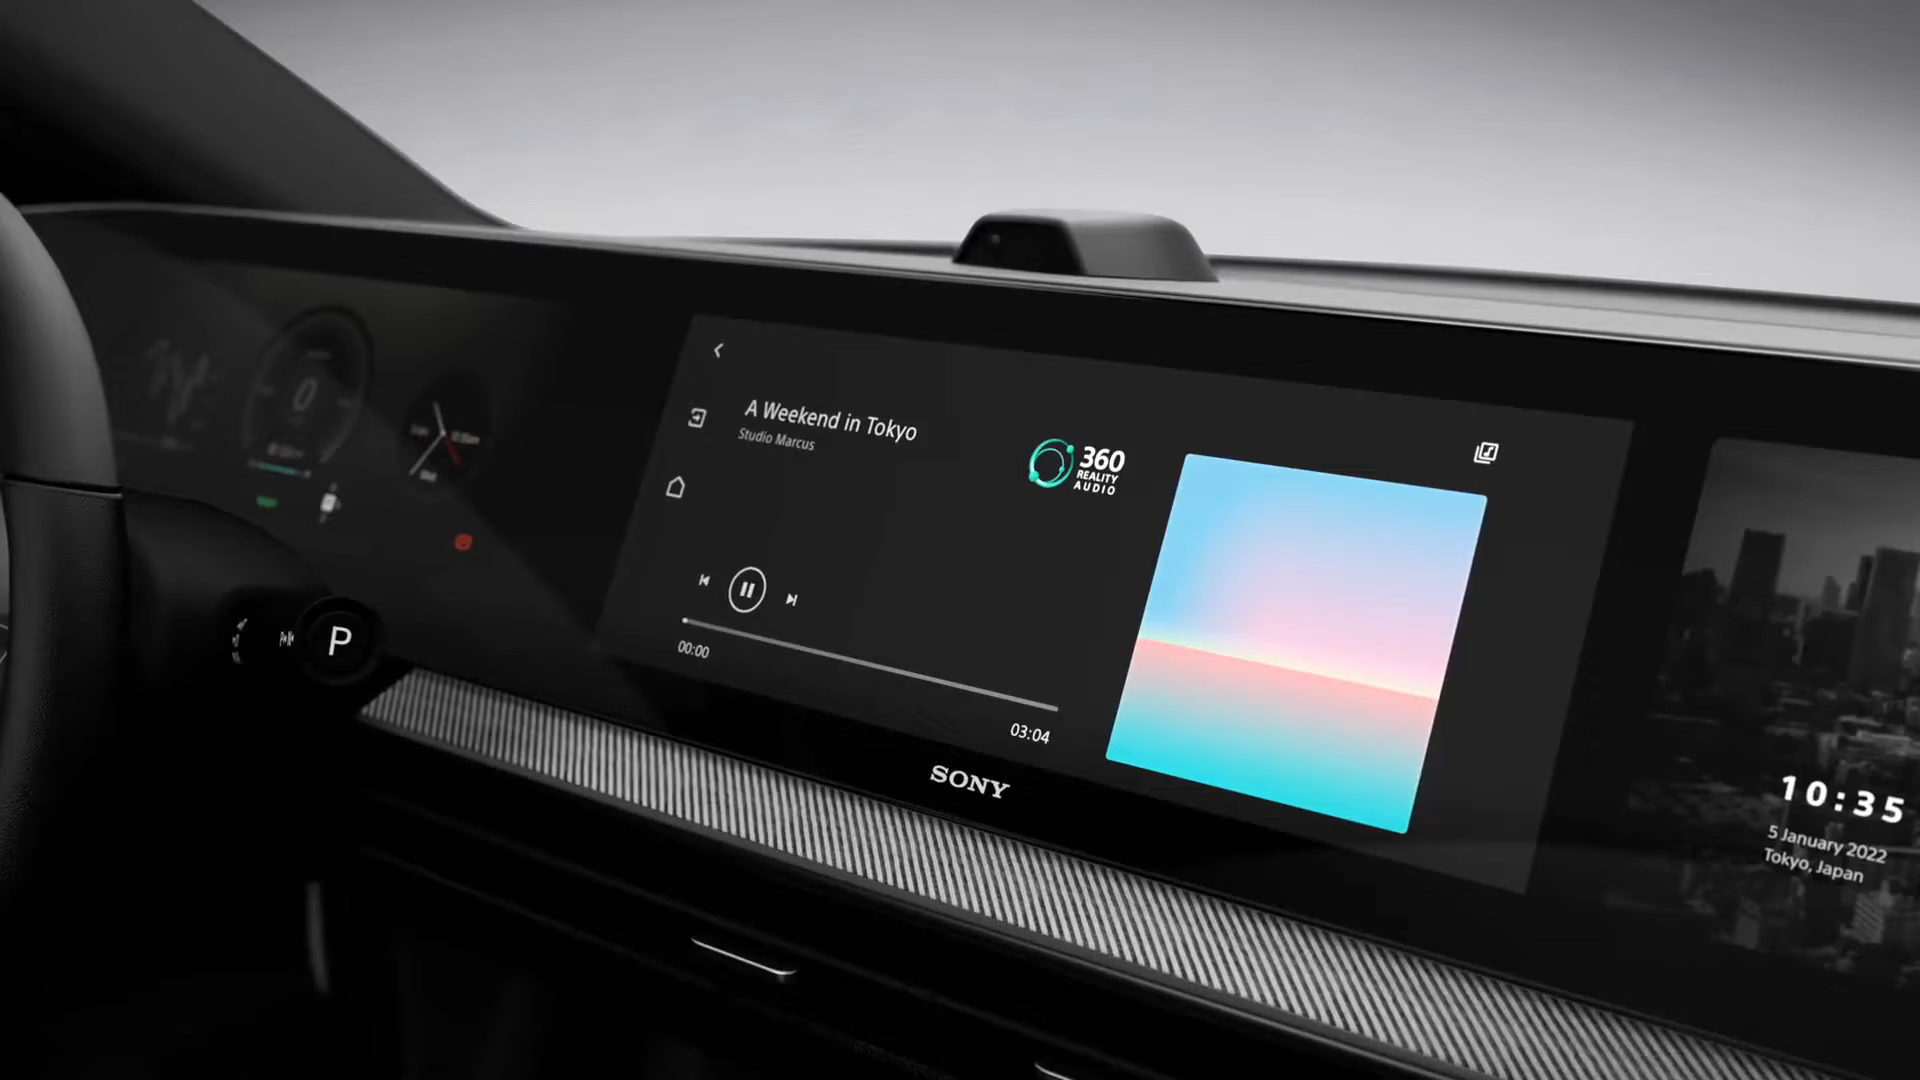 0
P
A Weekend in Tokyo
Studio Marcus
360
REALITY
AUDIO
00:00
03:04
SONY
10:35
5 January 2022
Tokyo, Japan